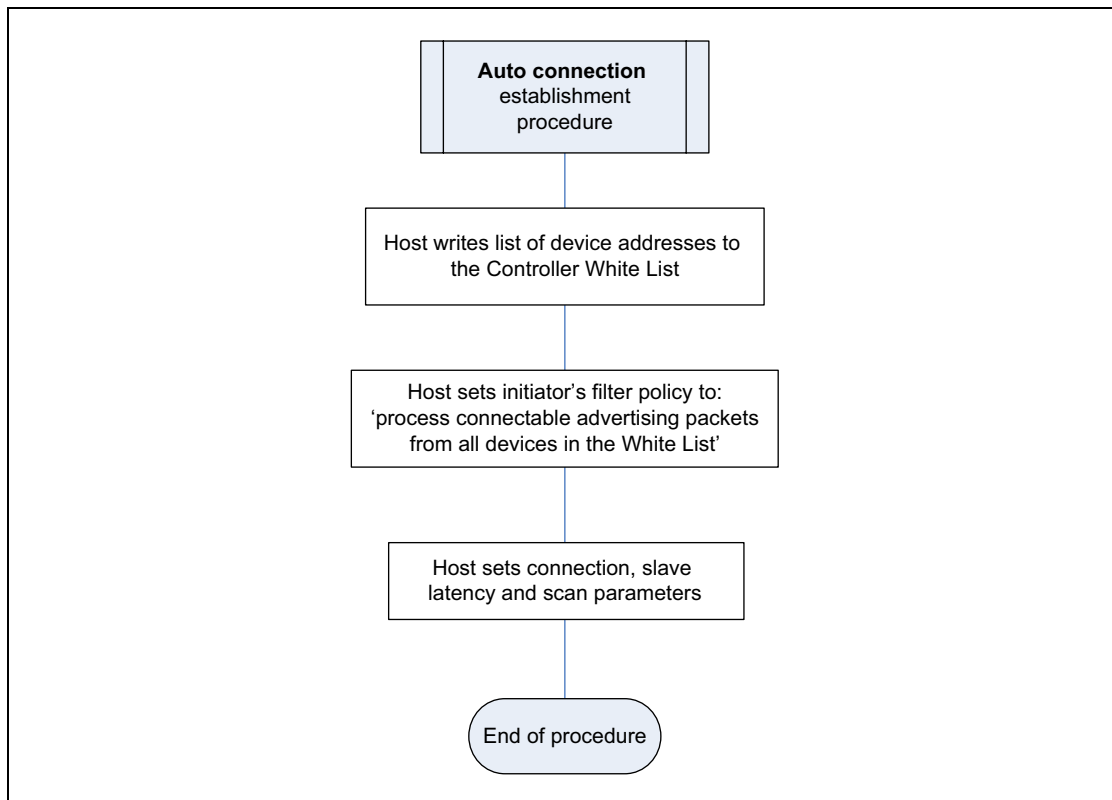 Auto connection
establishment
procedure
Host writes list of device addresses to
the Controller White List
Host sets initiator’s filter policy to:
‘process connectable advertising packets
from all devices in the White List’
Host sets connection, slave
latency and scan parameters
End of procedure